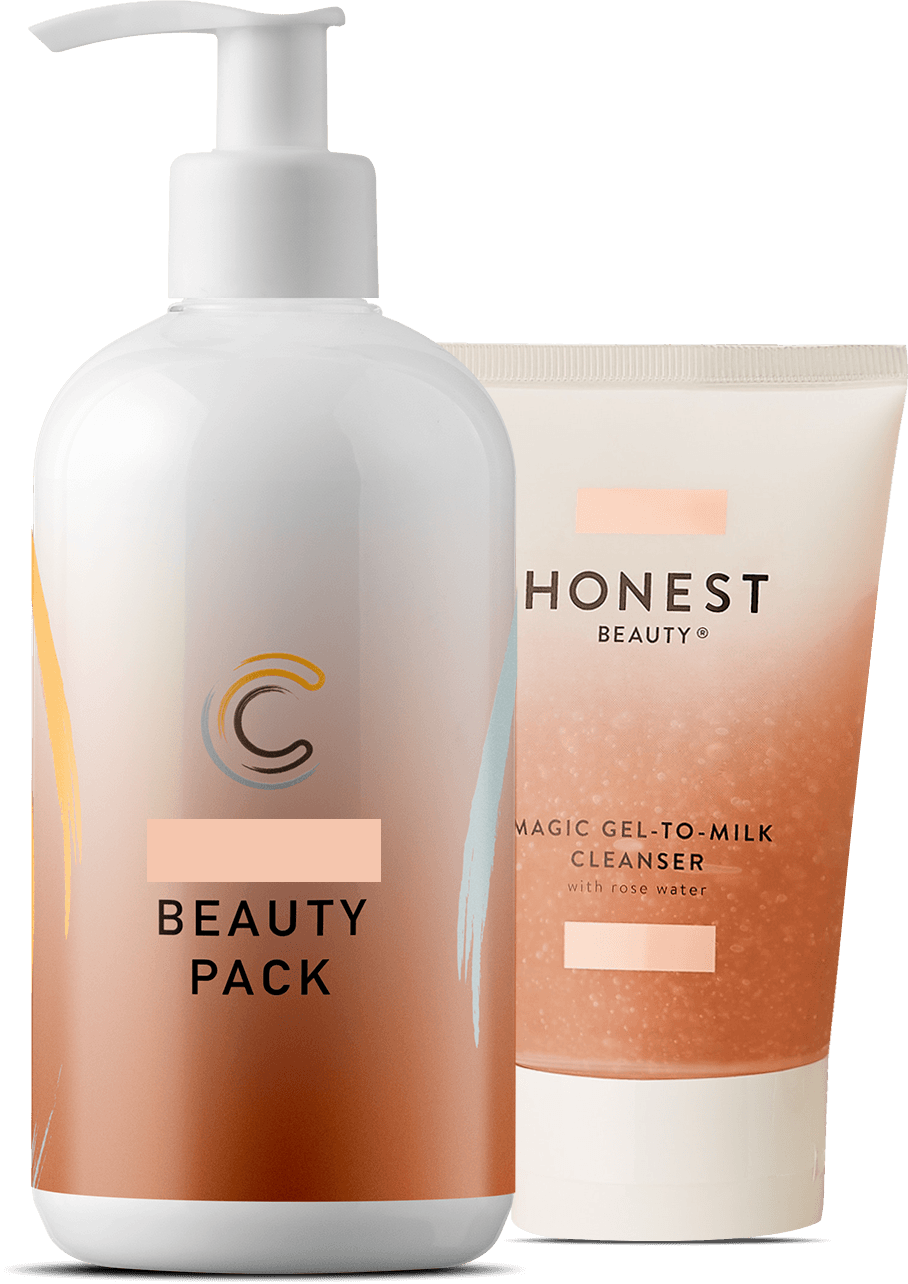 C
BEAUTY
PACK
HONEST
BEAUTY®
MAGIC GEL-TO-MILK
CLEANSER
with rose water